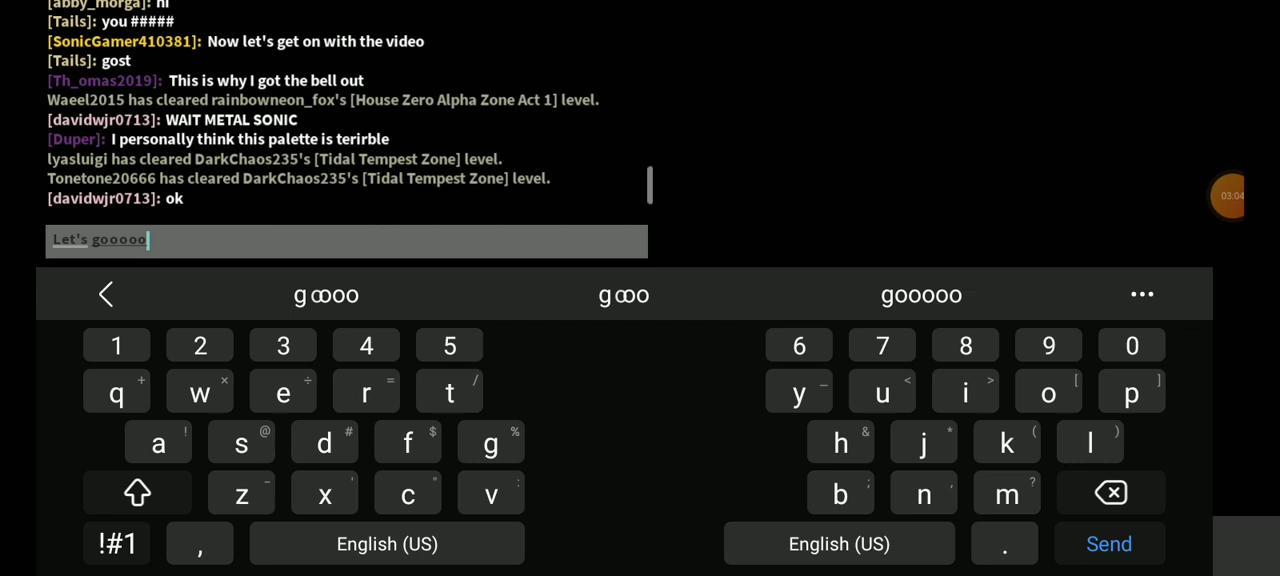 [abby_morga]: hi
[Tails]: you #####
[SonicGamer410381]: Now let's get on with the video
[Tails]: gost
[Th_omas2019]: This is why I got the bell out
Waeel2015 has cleared rainbowneon_fox's [House Zero Alpha Zone Act 1] level.
[davidwjr0713]: WAIT METAL SONIC
[Duper]: I personally think this palette is terirble
lyasluigi has cleared DarkChaos235's [Tidal Tempest Zone] level.
Tonetone20666 has cleared DarkChaos235's [Tidal Tempest Zone] level.
[davidwjr0713]: ok
03:04
Let's gooooo
goooo gooo gooooo
1 2 3 4 5 6 7 8 9 0
q + w × e ÷ r = t / y _ u < i > o [ p ]
a ! s @ d # f $ g % h & j * k ( l )
z - x ' c " v : b ; n , m ?
!#1 , English (US) English (US) . Send